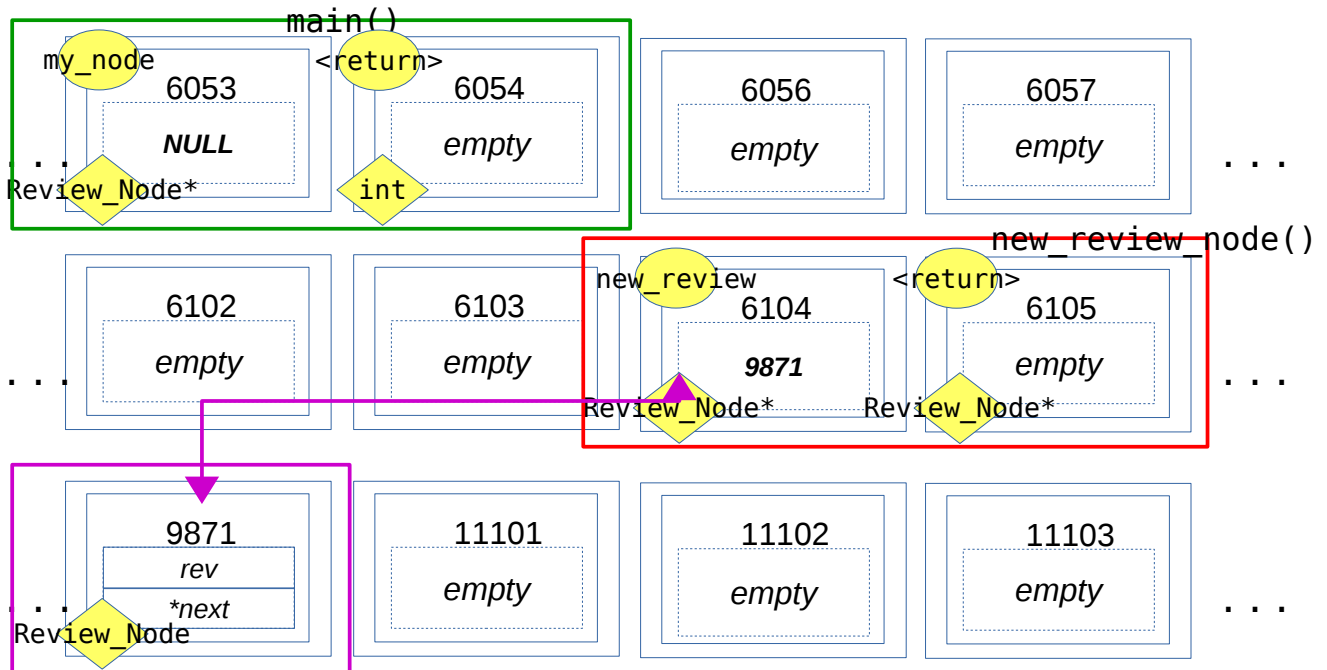 main()
my_node
<return>
6053
6054
6056
6057
NULL
empty
empty
empty
...
...
Review_Node*
int
new_review_node()
new_review
<return>
6102
6103
6104
6105
empty
empty
9871
empty
...
...
Review_Node*
Review_Node*
9871
11101
11102
11103
rev
*next
empty
empty
empty
...
...
Review_Node